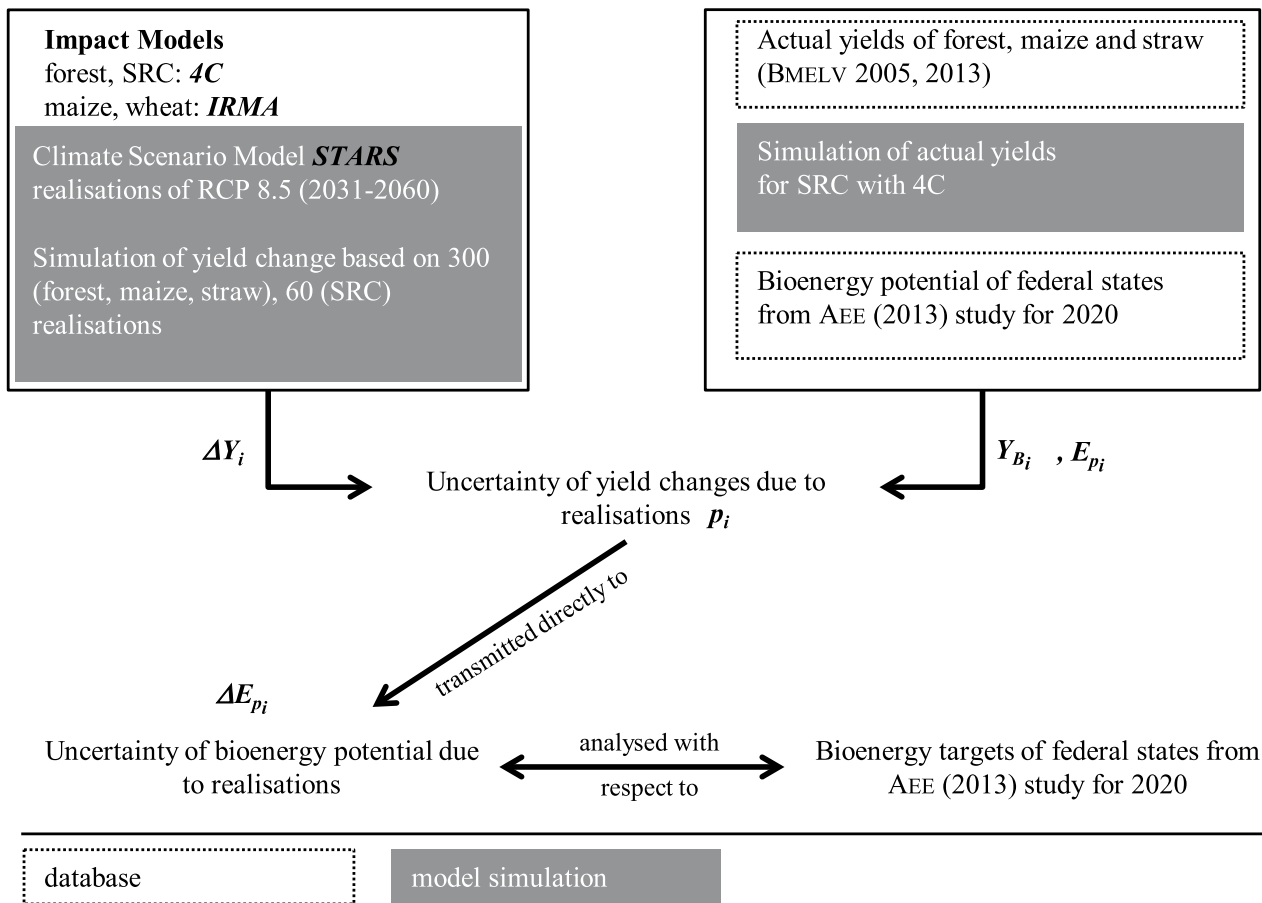 Impact Models
forest, SRC: 4C
maize, wheat: IRMA
Climate Scenario Model STARS
realisations of RCP 8.5 (2031-2060)
Simulation of yield change based on 300
(forest, maize, straw), 60 (SRC)
realisations
Actual yields of forest, maize and straw
(BMELV 2005, 2013)
Simulation of actual yields
for SRC with 4C
Bioenergy potential of federal states
from AEE (2013) study for 2020
ΔYi
YBi , Epi
Uncertainty of yield changes due to
realisations pi
transmitted directly to
ΔEpi
Uncertainty of bioenergy potential due
to realisations
analysed with
respect to
Bioenergy targets of federal states from
AEE (2013) study for 2020
database
model simulation